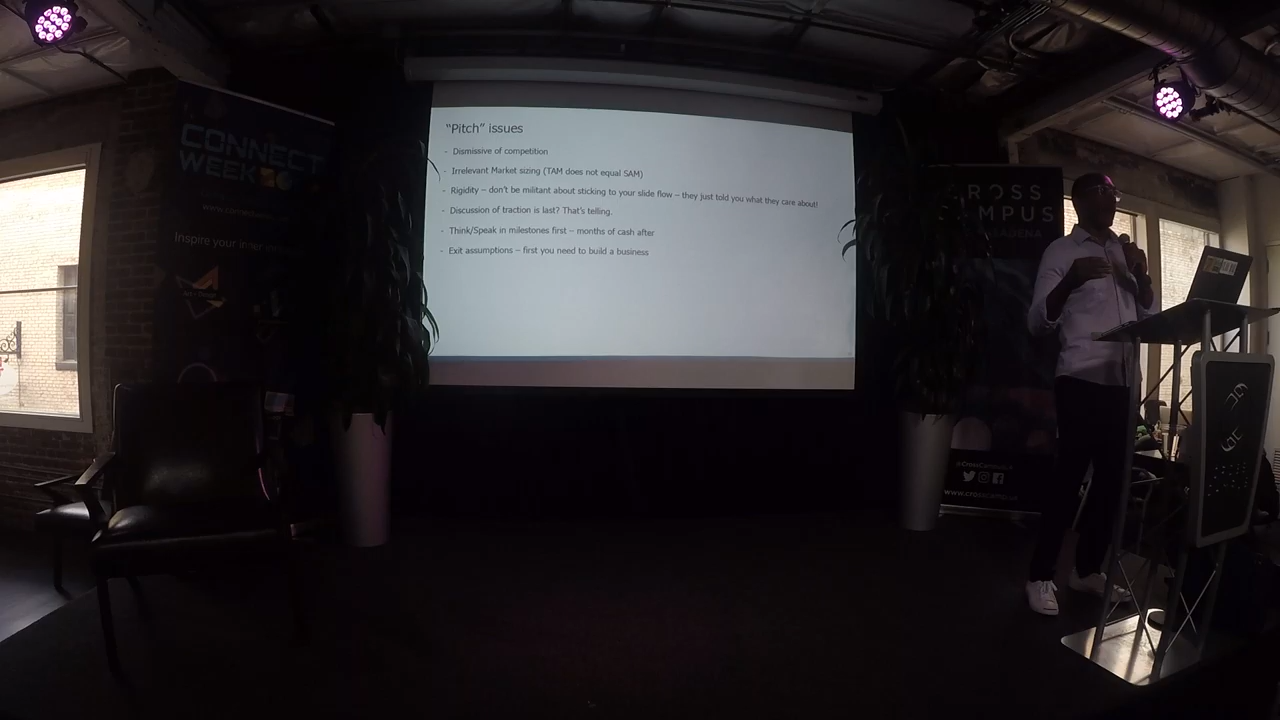 "Pitch" issues
- Dismissive of competition
- Irrelevant Market sizing (TAM does not equal SAM)
- Rigidity – don't be militant about sticking to your slide flow – they just told you what they care about!
- Discussion of traction is last? That's telling.
- Think/Speak in milestones first – months of cash after
- Exit assumptions – first you need to build a business
CONNECT
WEEK
Inspire your
ROSS
MPUS